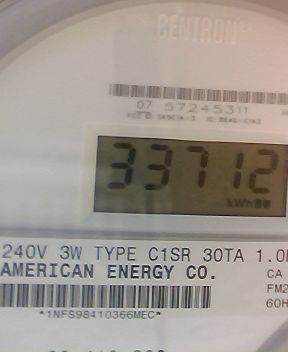 CENTRON
07 57245311
33712
kWh
240V 3W TYPE C1SR 30TA 1.0
AMERICAN ENERGY CO.
CA
FM2
60H
*1NFS98410366MEC*